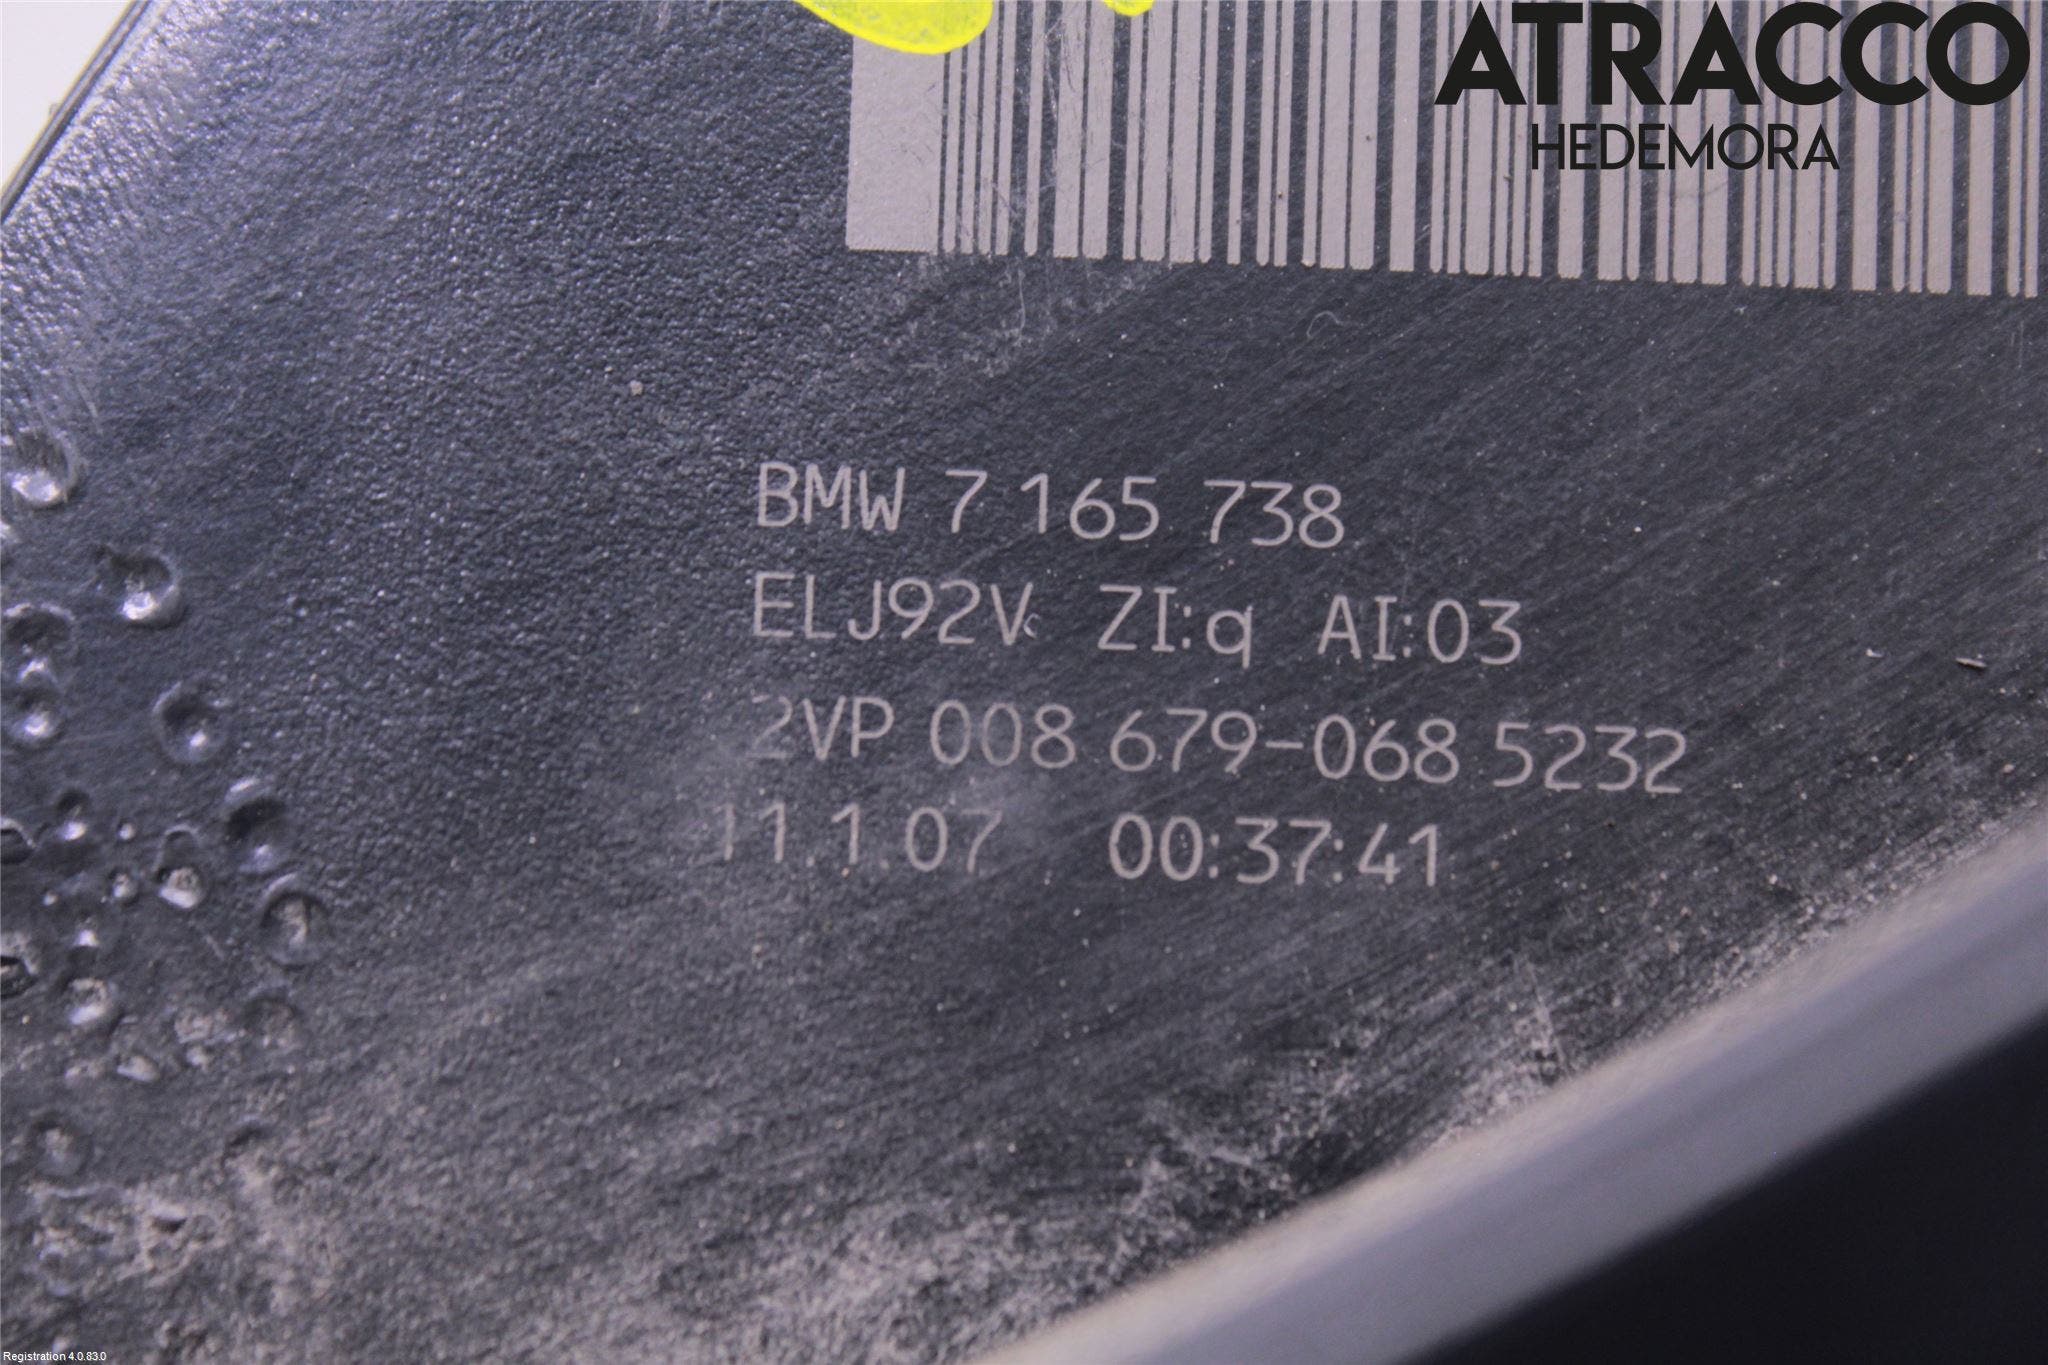 ATRACCO
HEDEMORA
BMW 7 165 738
ELJ92V ZI:q AI:03
2VP 008 679-068 5232
11.1.07 00:37:41
Registration 4.0.83.0